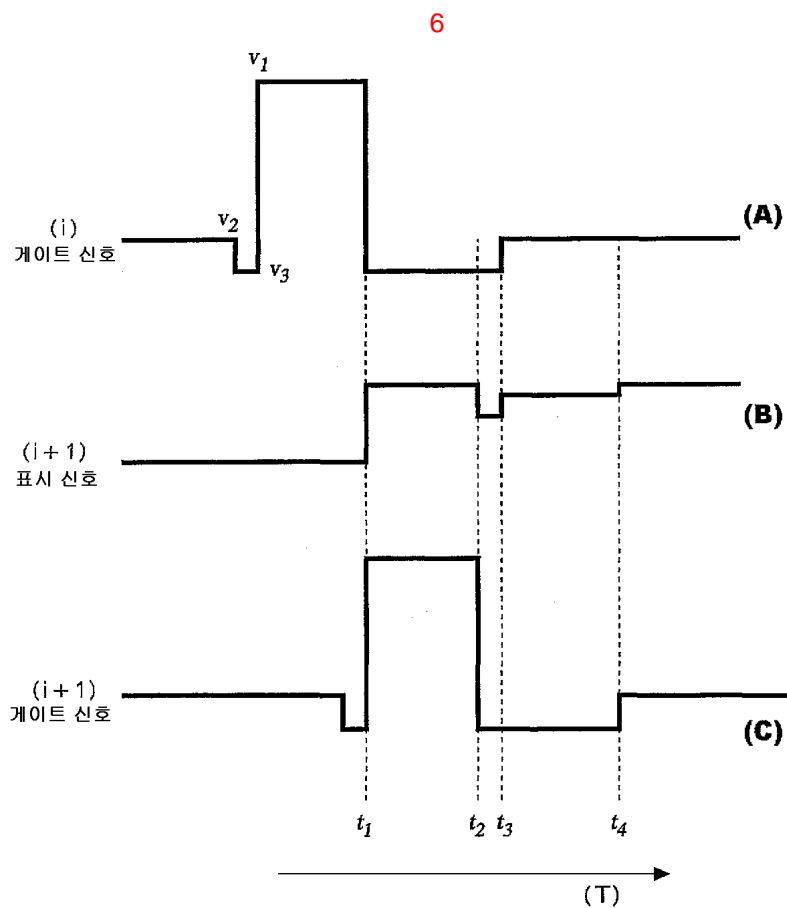 6
v1
v2
v3
(i)
게이트 신호
(A)
(i+1)
표시 신호
(B)
(i+1)
게이트 신호
(C)
t1
t2
t3
t4
(T)